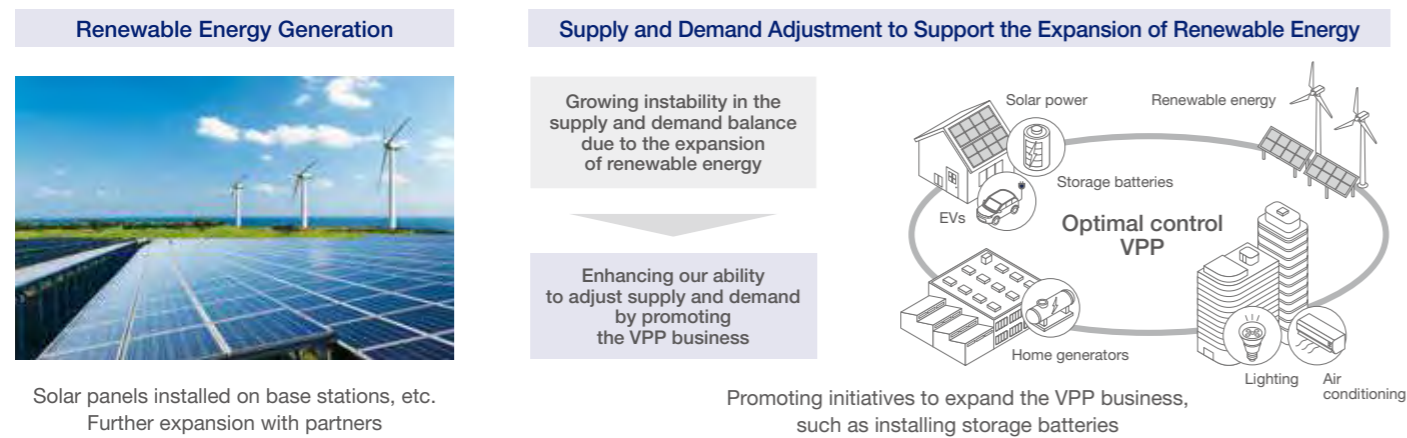 Renewable Energy Generation
Solar panels installed on base stations, etc.
Further expansion with partners
Supply and Demand Adjustment to Support the Expansion of Renewable Energy
Growing instability in the
supply and demand balance
due to the expansion
of renewable energy
Enhancing our ability
to adjust supply and demand
by promoting
the VPP business
Solar power
Renewable energy
Storage batteries
EVs
Optimal control
VPP
Home generators
Lighting
Air
conditioning
Promoting initiatives to expand the VPP business,
such as installing storage batteries